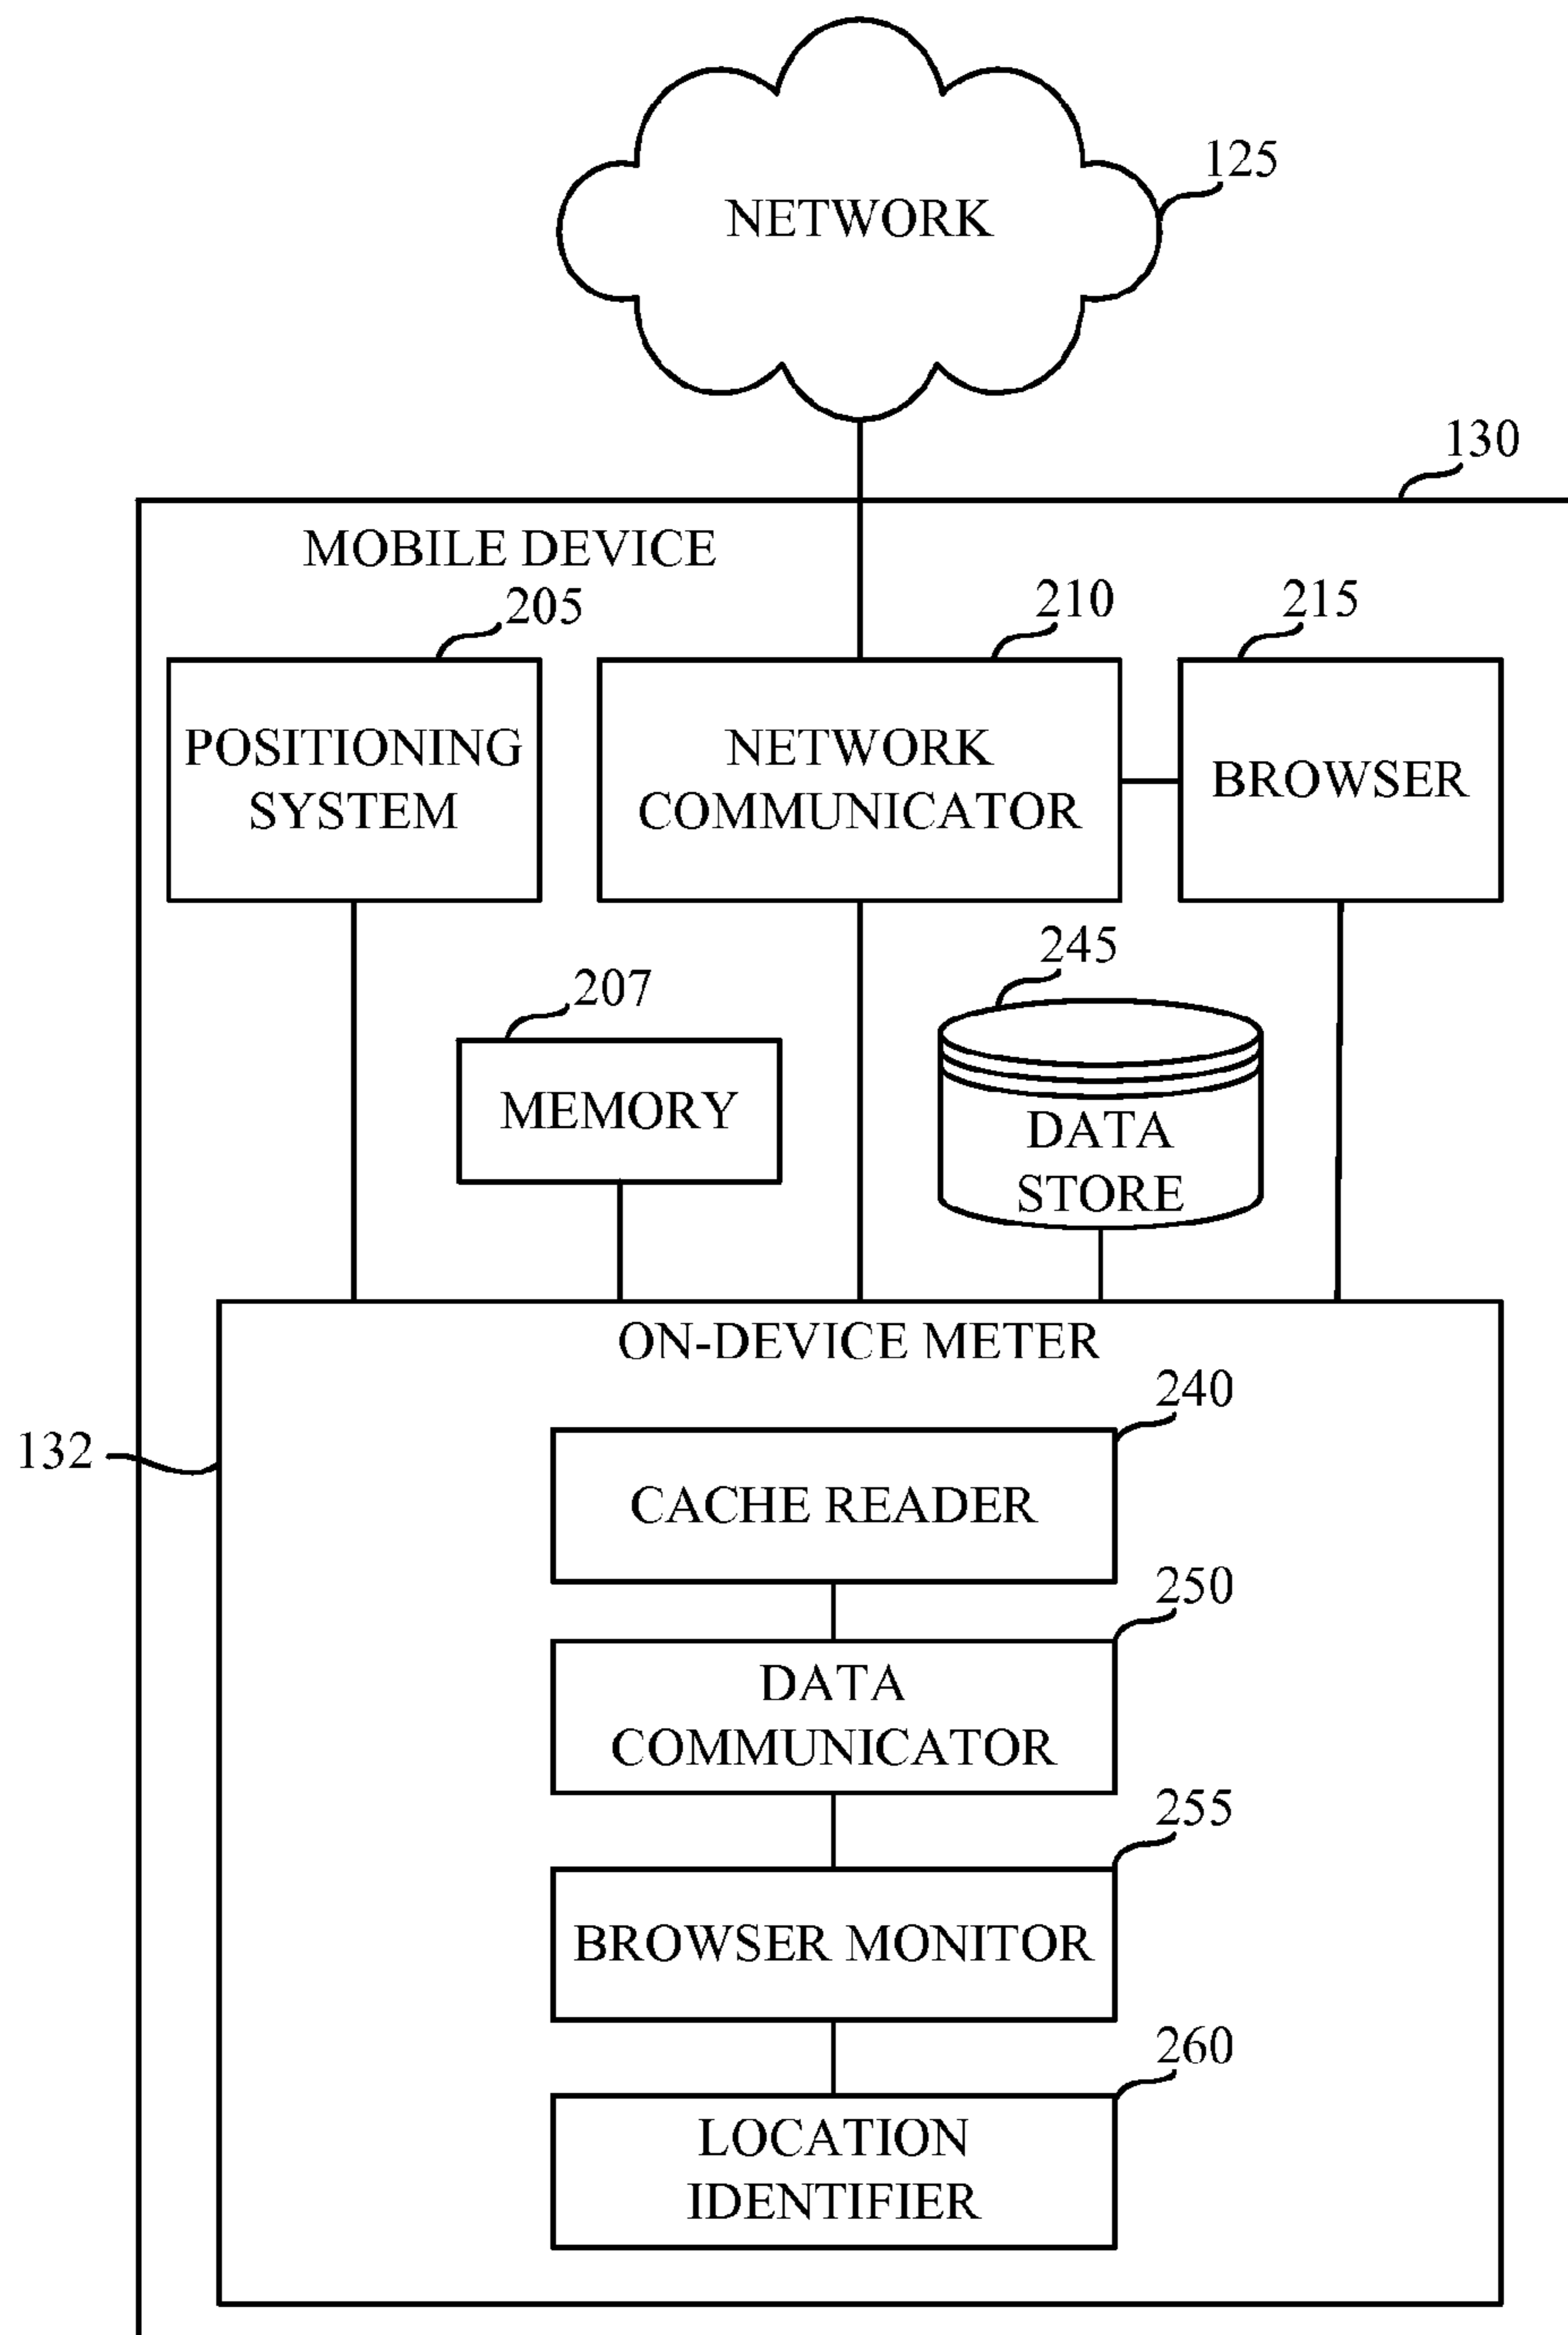 NETWORK
125
130
MOBILE DEVICE
205
210
215
POSITIONING
SYSTEM
NETWORK
COMMUNICATOR
BROWSER
207
245
MEMORY
DATA
STORE
ON-DEVICE METER
132
240
CACHE READER
250
DATA
COMMUNICATOR
255
BROWSER MONITOR
260
LOCATION
IDENTIFIER